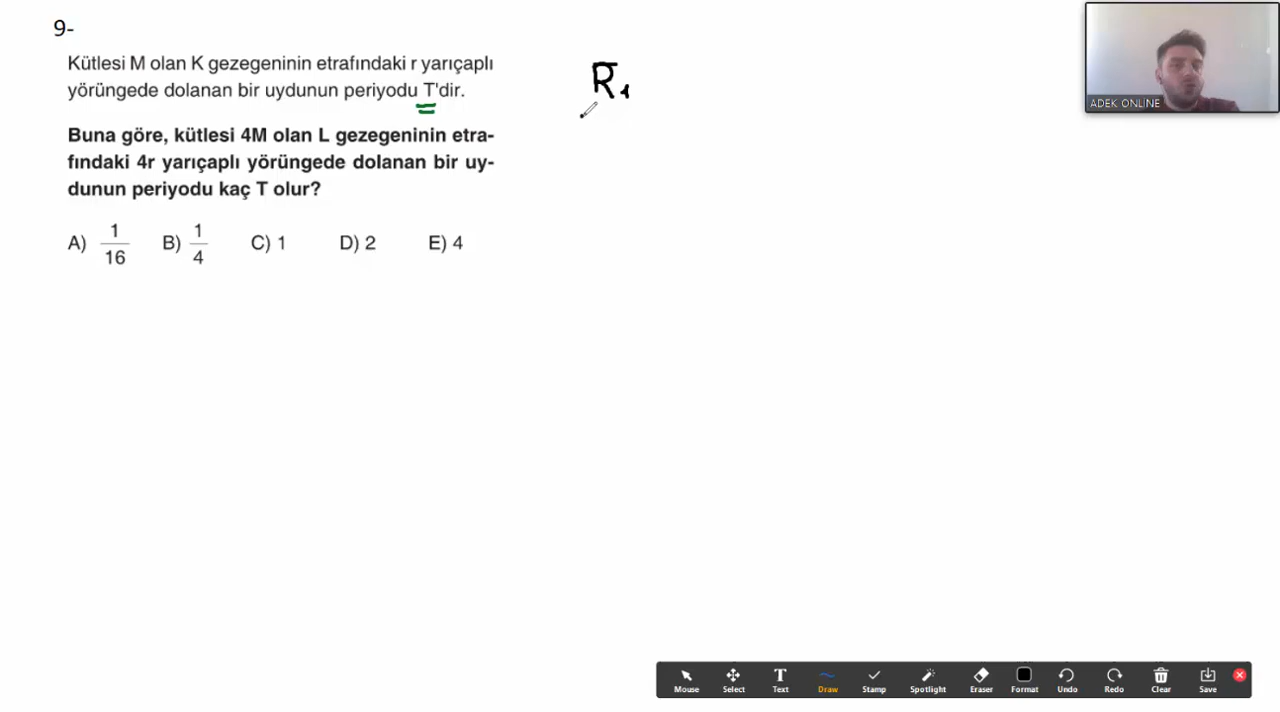 9-
Kütlesi M olan K gezegeninin etrafındaki r yarıçaplı
yörüngede dolanan bir uydunun periyodu T'dir.
Buna göre, kütlesi 4M olan L gezegeninin etra-
fındaki 4r yarıçaplı yörüngede dolanan bir uy-
dunun periyodu kaç T olur?
A) 1/16 B) 1/4 C) 1 D) 2 E) 4
R₁
ADEK ONLINE
Mouse Select Text Draw Stamp Spotlight Eraser Format Undo Redo Clear Save